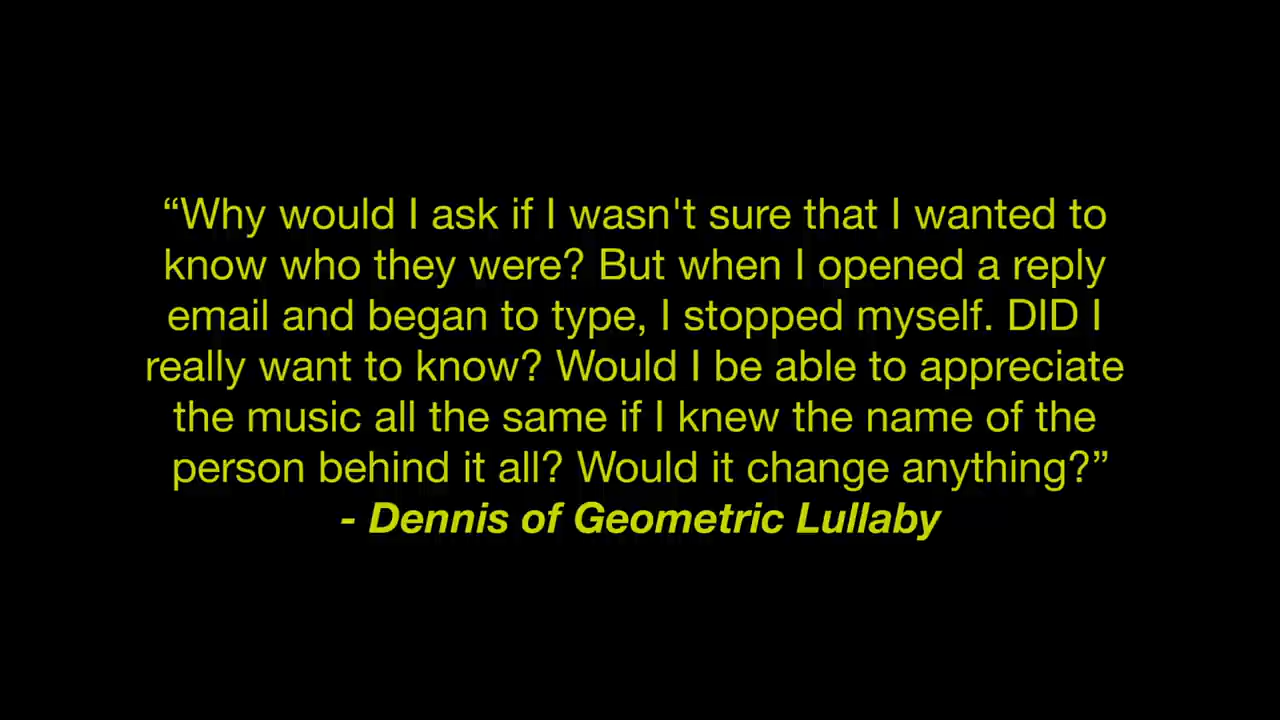 “Why would I ask if I wasn't sure that I wanted to
know who they were? But when I opened a reply
email and began to type, I stopped myself. DID I
really want to know? Would I be able to appreciate
the music all the same if I knew the name of the
person behind it all? Would it change anything?”
- Dennis of Geometric Lullaby